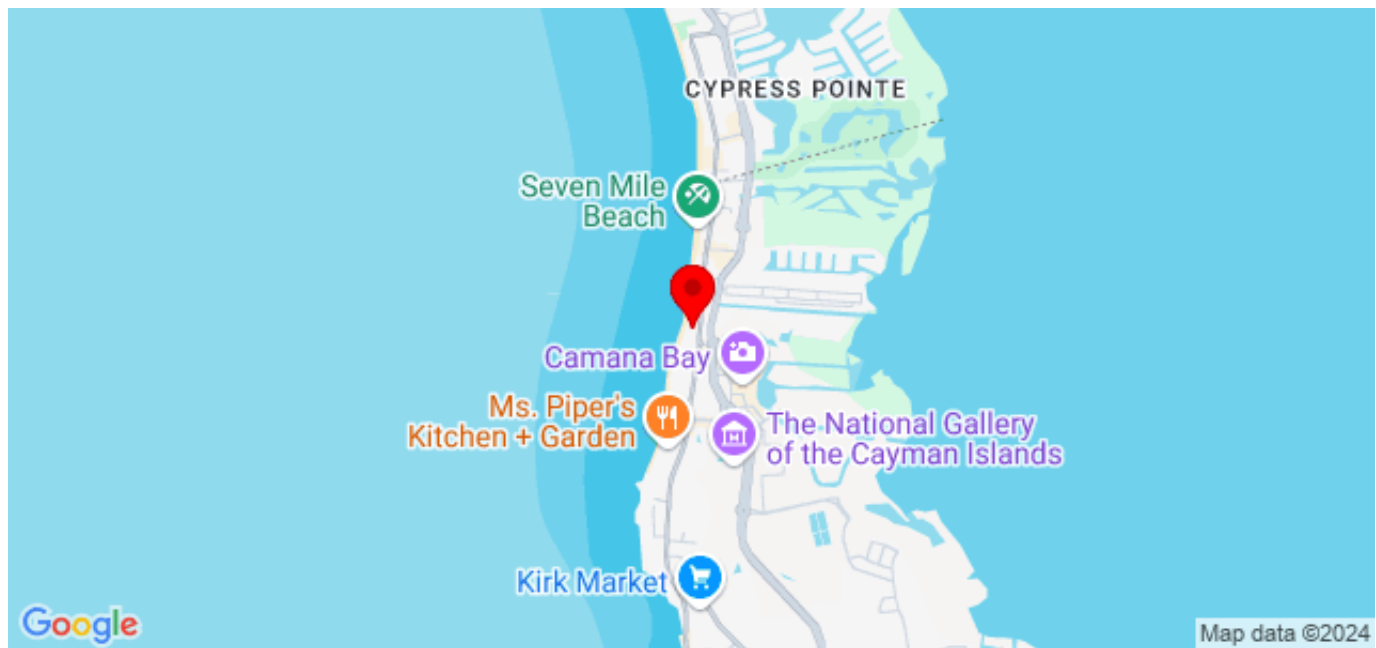 CYPRESS POINTE
Seven Mile
Beach
Camana Bay
Ms. Piper's
Kitchen + Garden
The National Gallery
of the Cayman Islands
Kirk Market
Google
Map data ©2024